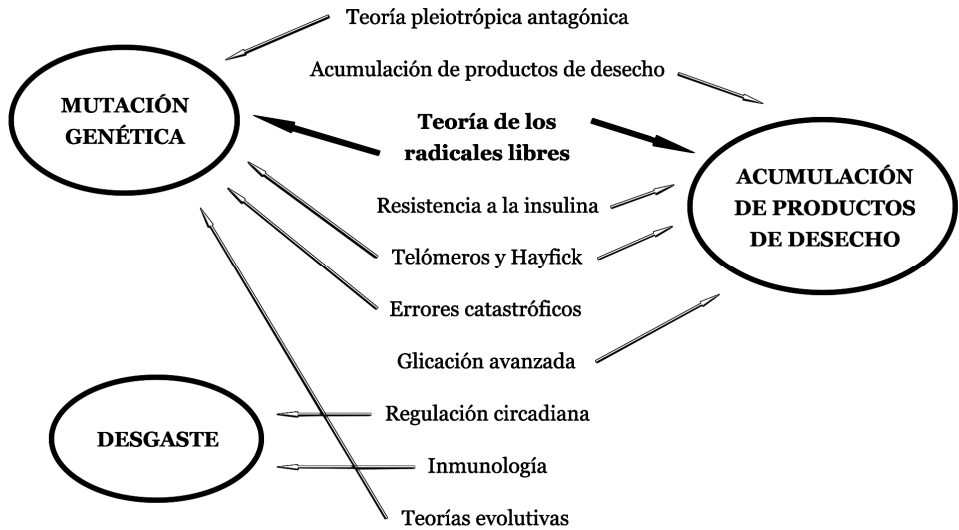 Teoría pleiotrópica antagónica
Acumulación de productos de desecho
MUTACIÓN
GENÉTICA
Teoría de los
radicales libres
ACUMULACIÓN
DE PRODUCTOS
DE DESECHO
Resistencia a la insulina
Telómeros y Hayfick
Errores catastróficos
Glicación avanzada
Regulación circadiana
DESGASTE
Inmunología
Teorías evolutivas